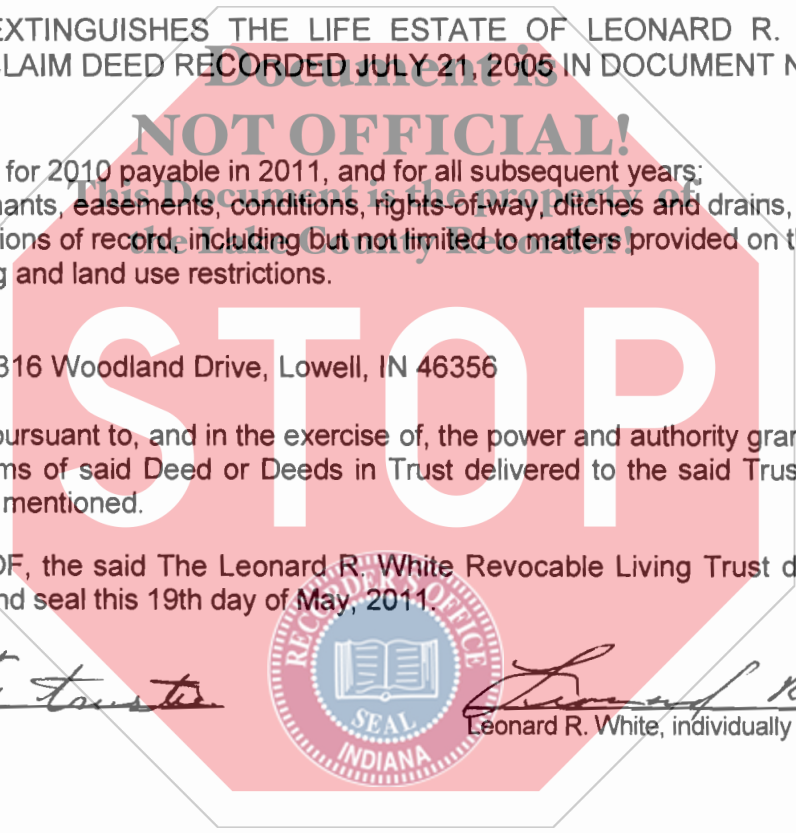 EXTINGUISHES THE LIFE ESTATE OF LEONARD R.
LAIM DEED RECORDED JULY 21, 2005 IN DOCUMENT N
Document is
NOT OFFICIAL!
This Document is the property of
the Lake County Recorder!
for 2010 payable in 2011, and for all subsequent years;
nants, easements, conditions, rights-of-way, ditches and drains,
ions of record, including but not limited to matters provided on t
g and land use restrictions.
STOP
316 Woodland Drive, Lowell, IN 46356
oursuant to, and in the exercise of, the power and authority gran
ms of said Deed or Deeds in Trust delivered to the said Trus
mentioned.
OF, the said The Leonard R. White Revocable Living Trust d
nd seal this 19th day of May, 2011.
RECORDER'S OFFICE
SEAL
INDIANA
trustee
Leonard R
Leonard R. White, individually